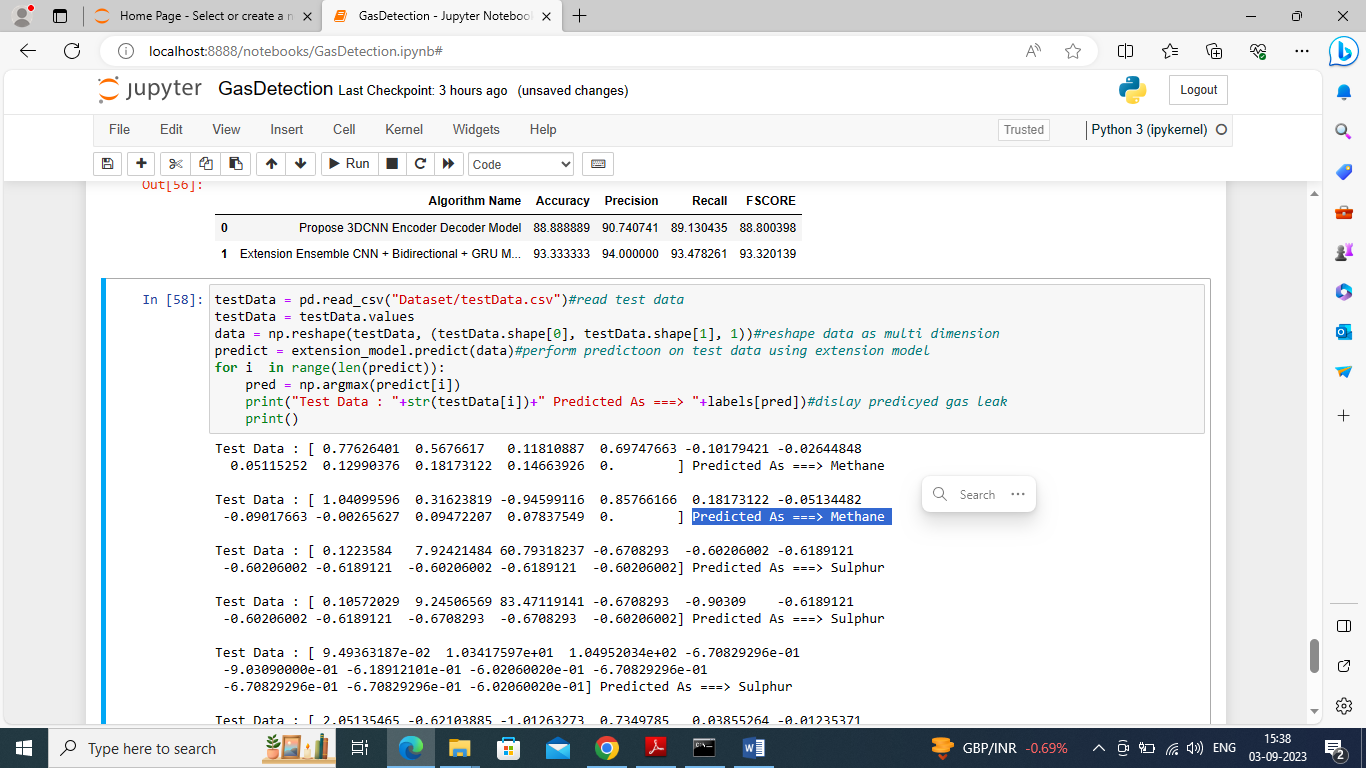 Home Page - Select or create a n
GasDetection - Jupyter Notebook
localhost:8888/notebooks/GasDetection.ipynb#
jupyter GasDetection Last Checkpoint: 3 hours ago (unsaved changes)
Logout
File Edit View Insert Cell Kernel Widgets Help
Trusted
Python 3 (ipykernel)
Run
Code
Out[56]:
Algorithm Name Accuracy Precision Recall FSCORE
0 Propose 3DCNN Encoder Decoder Model 88.888889 90.740741 89.130435 88.800398
1 Extension Ensemble CNN + Bidirectional + GRU M... 93.333333 94.000000 93.478261 93.320139
In [58]:
testData = pd.read_csv("Dataset/testData.csv")#read test data
testData = testData.values
data = np.reshape(testData, (testData.shape[0], testData.shape[1], 1))#reshape data as multi dimension
predict = extension_model.predict(data)#perform predictoon on test data using extension model
for i  in range(len(predict)):
    pred = np.argmax(predict[i])
    print("Test Data : "+str(testData[i])+" Predicted As ===> "+labels[pred])#dislay predicyed gas leak
    print()
Test Data : [ 0.77626401  0.5676617   0.11810887  0.69747663 -0.10179421 -0.02644848
  0.05115252  0.12990376  0.18173122  0.14663926  0.        ] Predicted As ===> Methane
Test Data : [ 1.04099596  0.31623819 -0.94599116  0.85766166  0.18173122 -0.05134482
 -0.09017663 -0.00265627  0.09472207  0.07837549  0.        ] Predicted As ===> Methane
Search
Test Data : [ 0.1223584   7.92421484 60.79318237 -0.6708293  -0.60206002 -0.6189121
 -0.60206002 -0.6189121  -0.60206002 -0.6189121  -0.60206002] Predicted As ===> Sulphur
Test Data : [ 0.10572029  9.24506569 83.47119141 -0.6708293  -0.90309    -0.6189121
 -0.60206002 -0.6189121  -0.6708293  -0.6708293  -0.60206002] Predicted As ===> Sulphur
Test Data : [ 9.49363187e-02  1.03417597e+01  1.04952034e+02 -6.70829296e-01
 -9.03090000e-01 -6.18912101e-01 -6.02060020e-01 -6.70829296e-01
 -6.70829296e-01 -6.70829296e-01 -6.02060020e-01] Predicted As ===> Sulphur
Test Data : [ 2.05135465 -0.62103885 -1.01263273  0.7349785   0.03855264 -0.01235371
Type here to search
GBP/INR -0.69%
ENG
15:38
03-09-2023
2